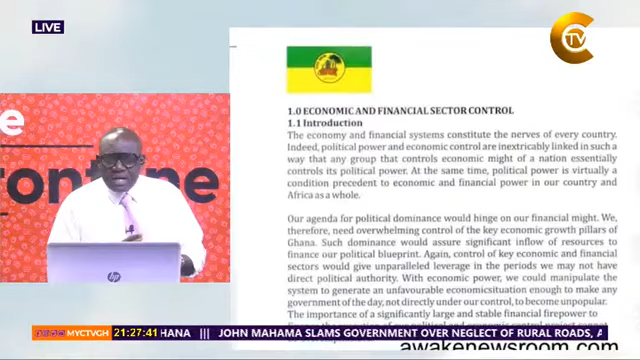 LIVE
C
TV
e
rontline
hp
1.0 ECONOMIC AND FINANCIAL SECTOR CONTROL
1.1 Introduction
The economy and financial systems constitute the nerves of every country.
Indeed, political power and economic control are inextricably linked in such a
way that any group that controls economic might of a nation essentially
controls its political power. At the same time, political power is virtually a
condition precedent to economic and financial power in our country and
Africa as a whole.
Our agenda for political dominance would hinge on our financial might. We,
therefore, need overwhelming control of the key economic growth pillars of
Ghana. Such dominance would assure significant inflow of resources to
finance our political blueprint. Again, control of key economic and financial
sectors would give unparalleled leverage in the periods we may not have
direct political authority. With economic power, we could manipulate the
system to generate an unfavourable economicsituation enough to make any
government of the day, not directly under our control, to become unpopular.
The importance of a significantly large and stable financial firepower to
awakenewsroom.com
MYCTVGH 21:27:41 HANA ||| JOHN MAHAMA SLAMS GOVERNMENT OVER NEGLECT OF RURAL ROADS, A